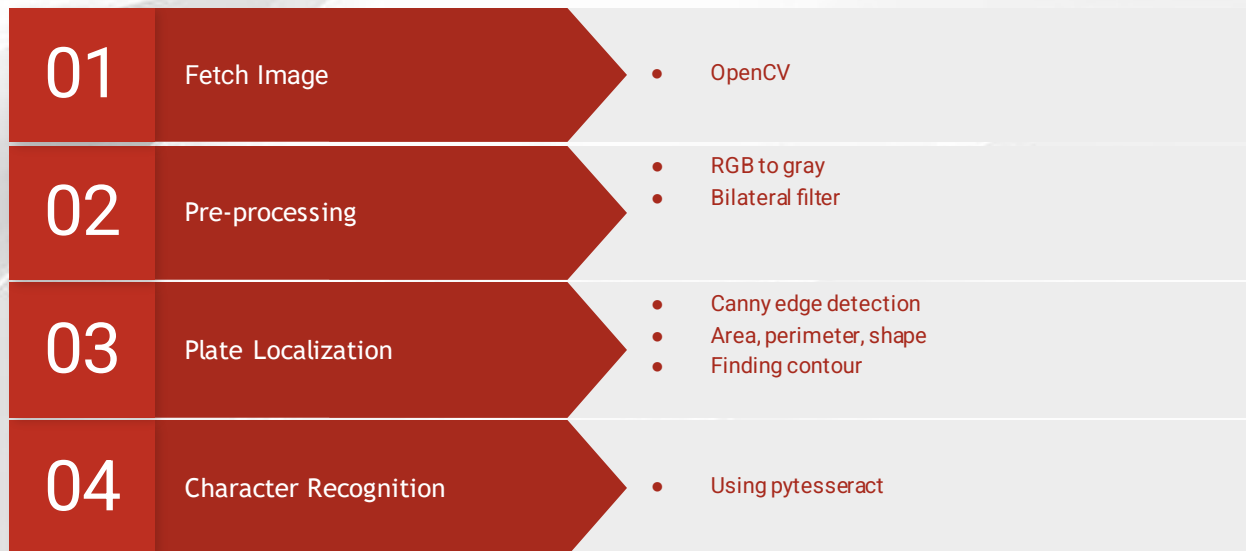 01
Fetch Image
● OpenCV
02
Pre-processing
● RGB to gray
● Bilateral filter
03
Plate Localization
● Canny edge detection
● Area, perimeter, shape
● Finding contour
04
Character Recognition
● Using pytesseract